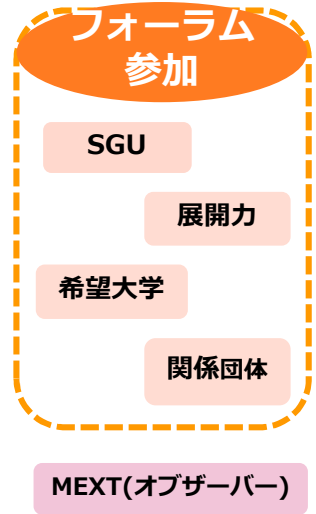 フォーラム
参加
SGU
展開力
希望大学
関係団体
MEXT(オブザーバー)